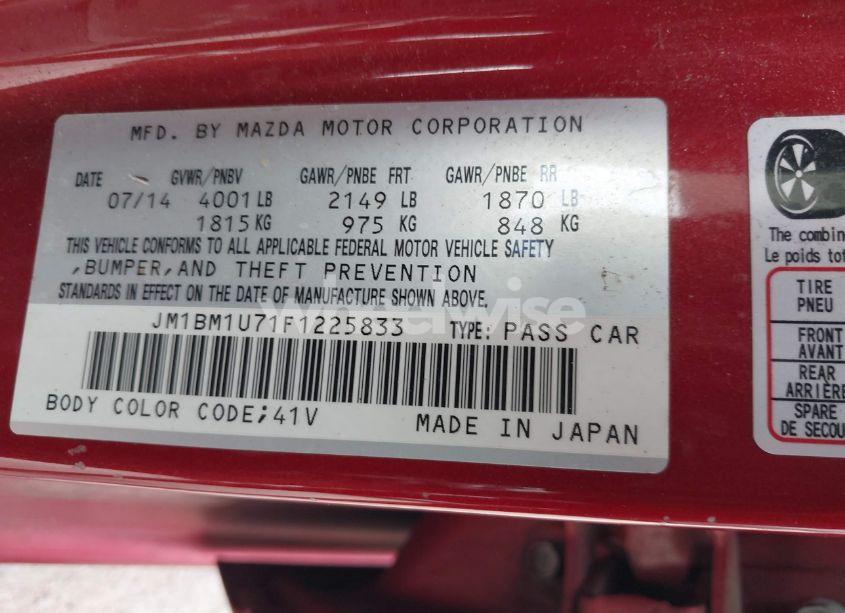 MFD. BY MAZDA MOTOR CORPORATION
DATE GVWR/PNBV GAWR/PNBE FRT GAWR/PNBE RR
07/14 4001 LB 2149 LB 1870 LB
1815 KG 975 KG 848 KG
THIS VEHICLE CONFORMS TO ALL APPLICABLE FEDERAL MOTOR VEHICLE SAFETY
,BUMPER,AND THEFT PREVENTION
STANDARDS IN EFFECT ON THE DATE OF MANUFACTURE SHOWN ABOVE.
JM1BM1U71F1225833 TYPE: PASS CAR
BODY COLOR CODE;41V MADE IN JAPAN
The combin
Le poids tot
TIRE
PNEU
FRONT
AVANT
REAR
ARRIÈRE
SPARE
DE SECOU